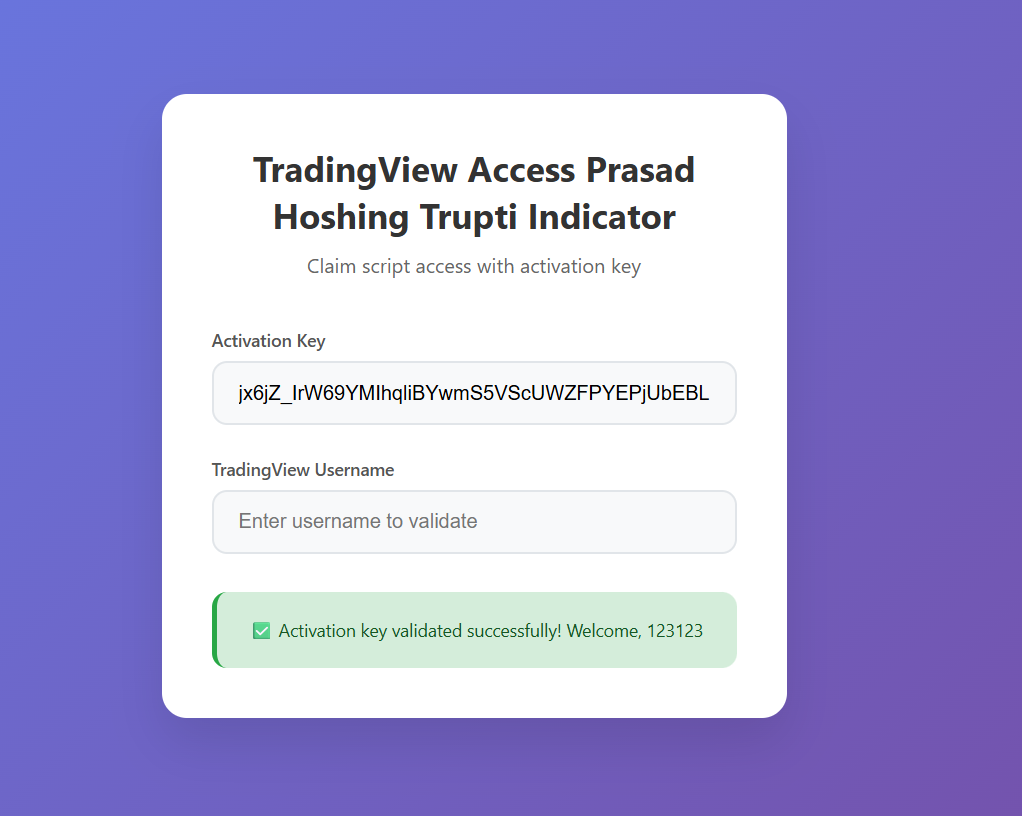 TradingView Access Prasad
Hoshing Trupti Indicator
Claim script access with activation key
Activation Key
jx6jZ_IrW69YMIhqliBYwmS5VScUWZFPYEPjUbEBL
TradingView Username
Enter username to validate
✅ Activation key validated successfully! Welcome, 123123